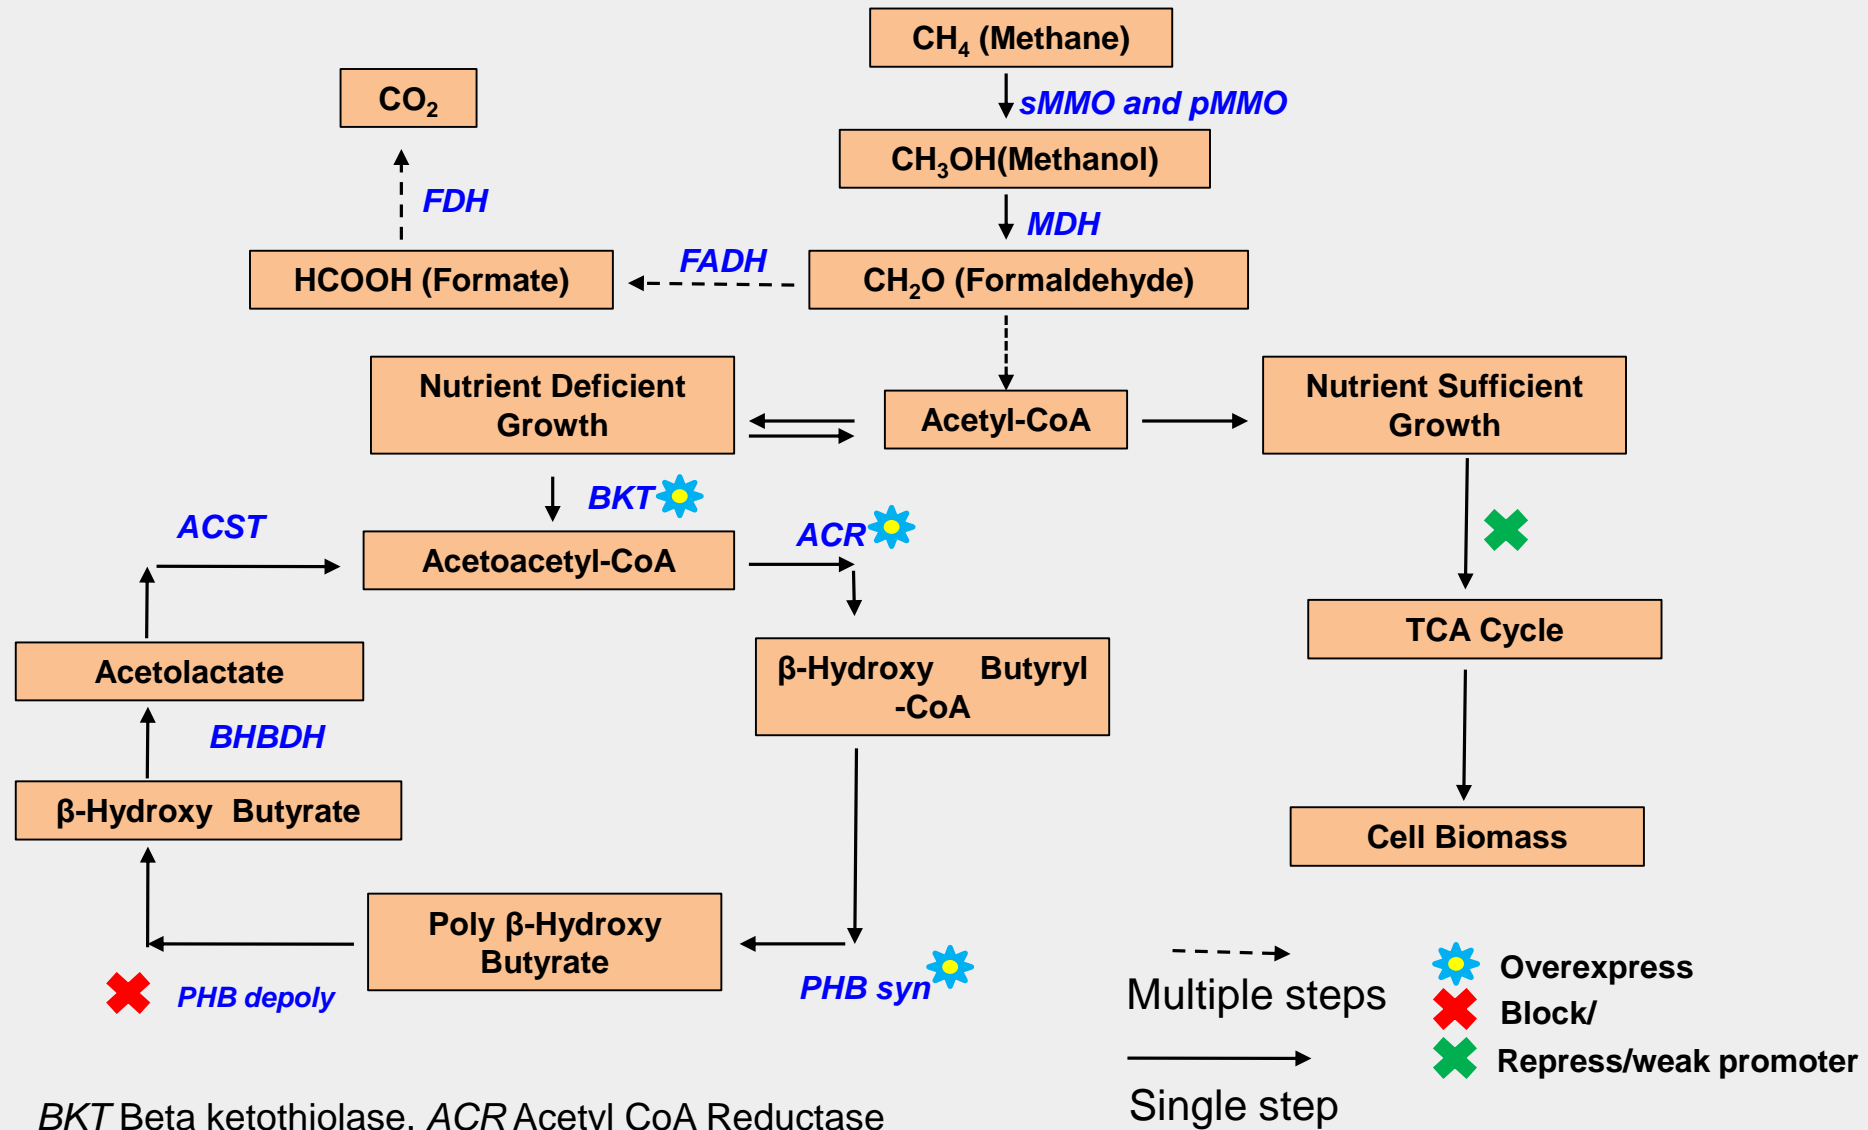 CH₄ (Methane)
CO₂
sMMO and pMMO
CH₃OH(Methanol)
FDH
MDH
HCOOH (Formate)
FADH
CH₂O (Formaldehyde)
Nutrient Deficient
Growth
Acetyl-CoA
Nutrient Sufficient
Growth
BKT
ACST
ACR
Acetoacetyl-CoA
TCA Cycle
Acetolactate
β-Hydroxy Butyryl
-CoA
BHBDH
β-Hydroxy Butyrate
Cell Biomass
Poly β-Hydroxy
Butyrate
PHB depoly
PHB syn
Multiple steps
Single step
Overexpress
Block/
Repress/weak promoter
BKT Beta ketothiolase, ACR Acetyl CoA Reductase